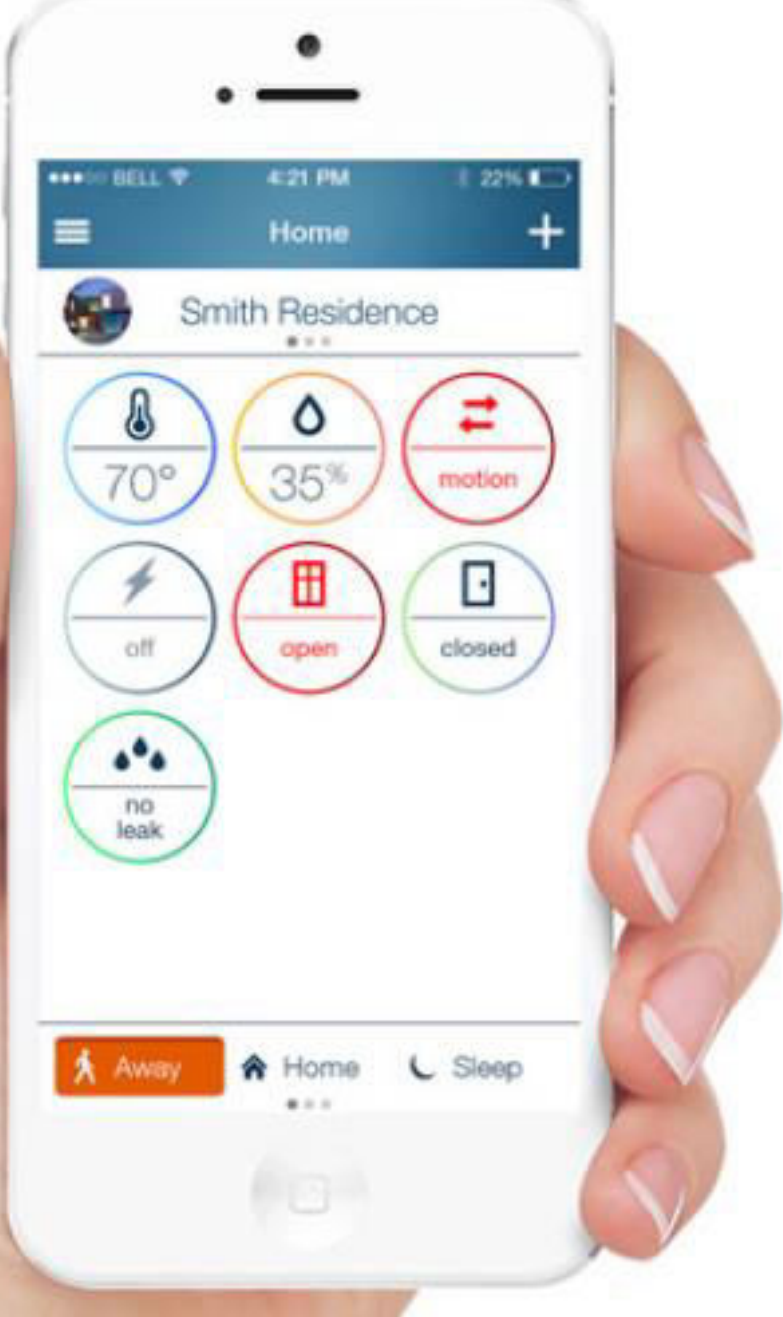 BELL 4:21 PM 22%
Home
Smith Residence
70° 35% motion
off open closed
no
leak
Away Home Sleep